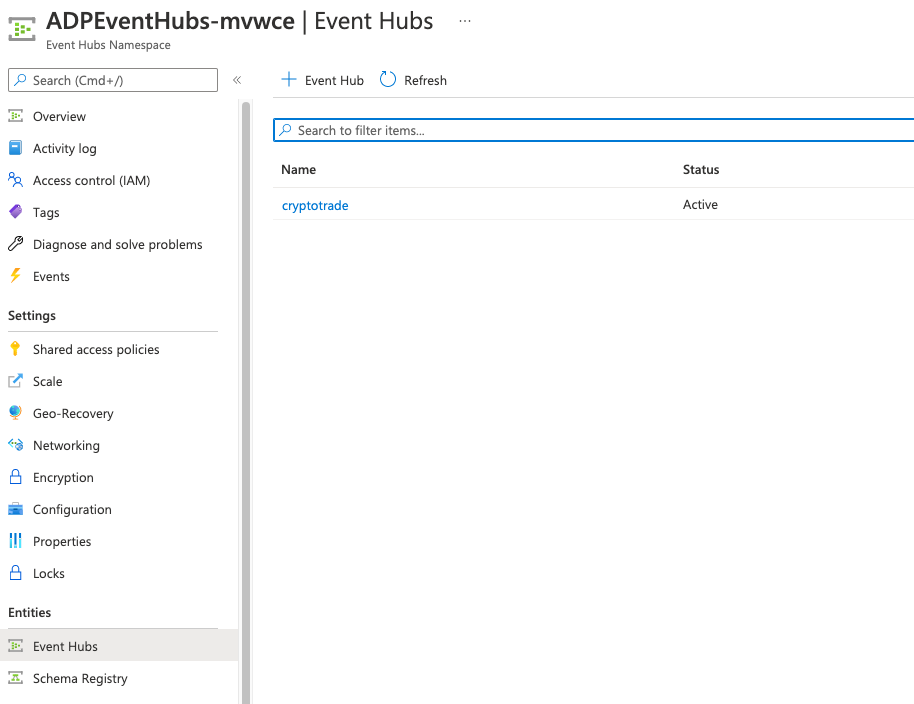 ADPEventHubs-mvwce | Event Hubs ...
Event Hubs Namespace
Search (Cmd+/)
«
Overview
Activity log
Access control (IAM)
Tags
Diagnose and solve problems
Events
Settings
Shared access policies
Scale
Geo-Recovery
Networking
Encryption
Configuration
Properties
Locks
Entities
Event Hubs
Schema Registry
+ Event Hub Refresh
Search to filter items...
Name Status
cryptotrade Active